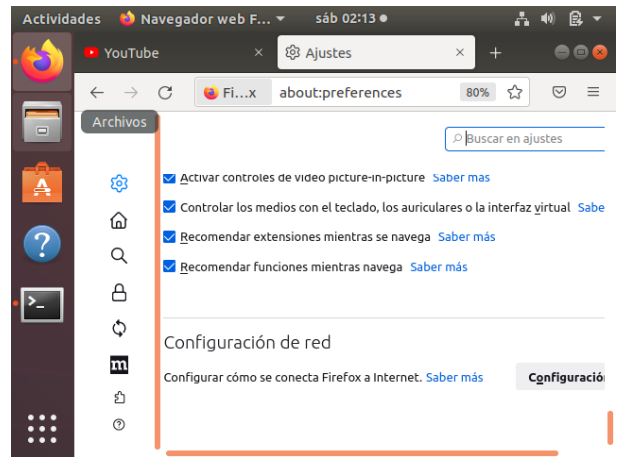 Actividades Navegador web F... sáb 02:13
YouTube Ajustes
Fi...x about:preferences 80%
Archivos
Buscar en ajustes
Activar controles de video picture-in-picture Saber más
Controlar los medios con el teclado, los auriculares o la interfaz virtual Sabe
Recomendar extensiones mientras se navega Saber más
Recomendar funciones mientras navega Saber más
Configuración de red
Configurar cómo se conecta Firefox a Internet. Saber más Configuració